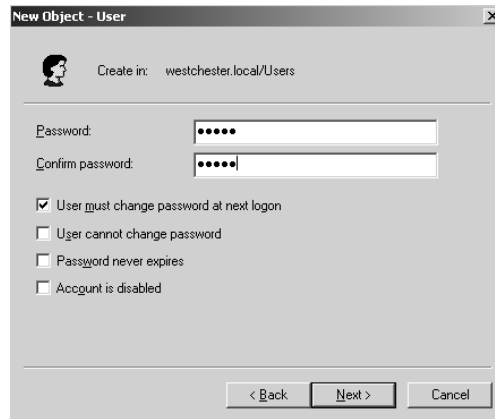 New Object - User
Create in: westchester.local/Users
Password: •••••
Confirm password: •••••
User must change password at next logon
User cannot change password
Password never expires
Account is disabled
< Back Next > Cancel